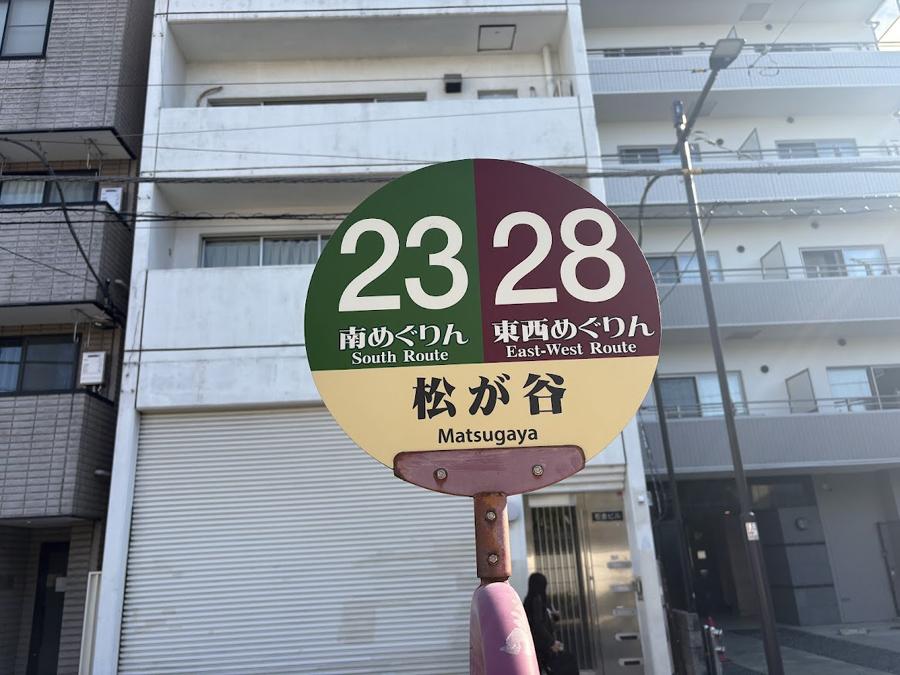 23
南めぐりん
South Route
28
東西めぐりん
East-West Route
松が谷
Matsugaya